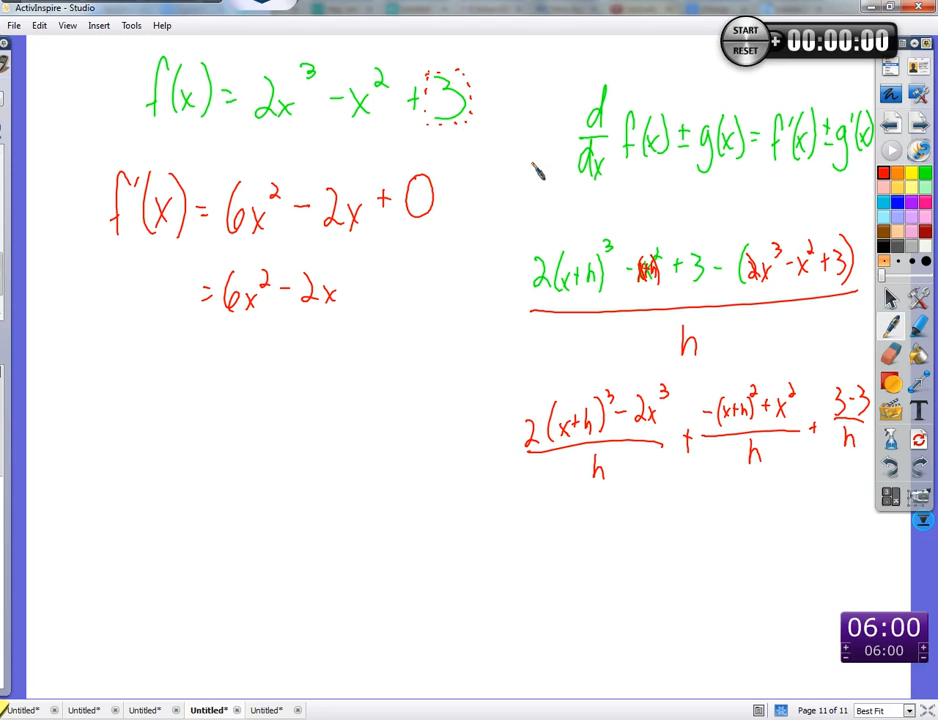 ActivInspire - Studio
File Edit View Insert Tools Help
START
RESET
00:00:00
f(x) = 2x³ - x² + 3
d/dx f(x) ± g(x) = f'(x) ± g'(x)
f'(x) = 6x² - 2x + 0
= 6x² - 2x
2(x+h)³ - (x+h)² + 3 - (2x³ - x² + 3)
h
2(x+h)³ - 2x³ / h + -(x+h)² + x² / h + 3-3 / h
T
06:00
06:00
Untitled* Untitled* Untitled* Untitled* Untitled*
Page 11 of 11 Best Fit